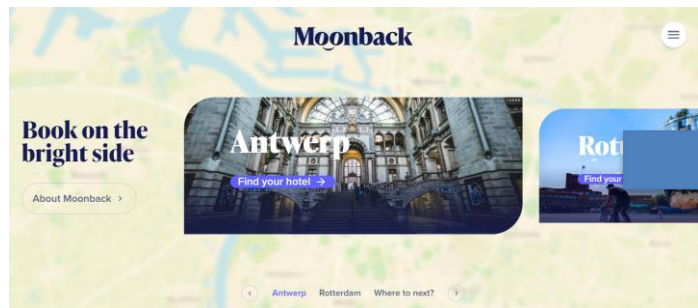 Moonback
Book on the
bright side
About Moonback
Antwerp
Find your hotel →
Find your
Antwerp Rotterdam Where to next?